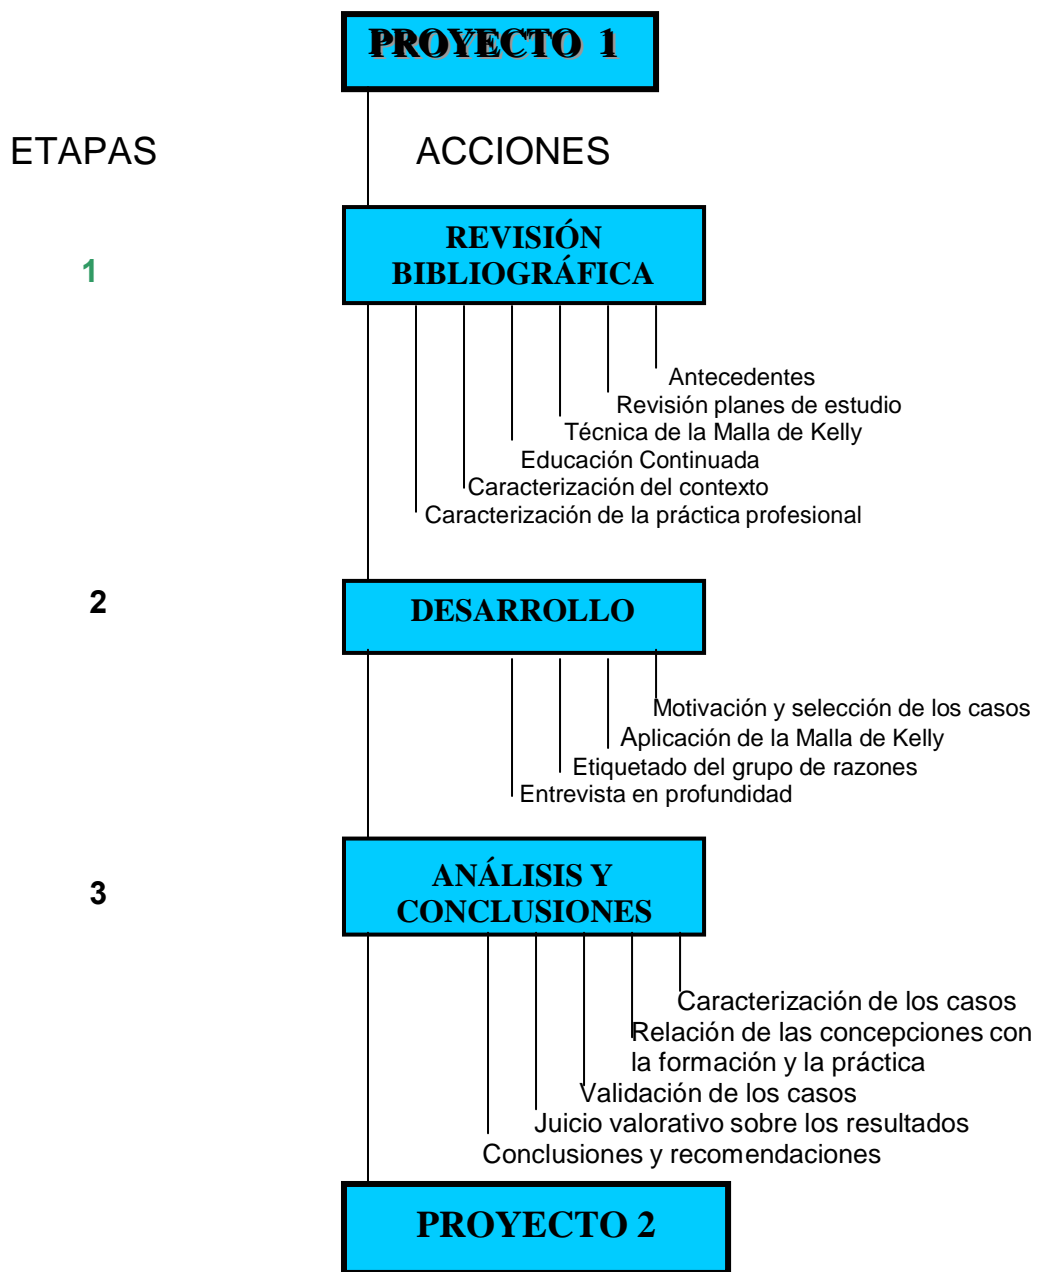 PROYECTO 1
ETAPAS ACCIONES
1
REVISIÓN
BIBLIOGRÁFICA
Antecedentes
Revisión planes de estudio
Técnica de la Malla de Kelly
Educación Continuada
Caracterización del contexto
Caracterización de la práctica profesional
2
DESARROLLO
Motivación y selección de los casos
Aplicación de la Malla de Kelly
Etiquetado del grupo de razones
Entrevista en profundidad
3
ANÁLISIS Y
CONCLUSIONES
Caracterización de los casos
Relación de las concepciones con
la formación y la práctica
Validación de los casos
Juicio valorativo sobre los resultados
Conclusiones y recomendaciones
PROYECTO 2